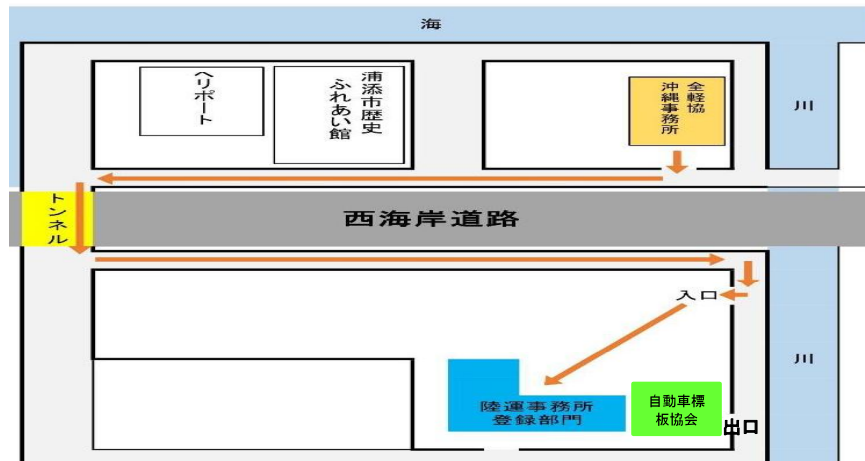 海
ヘリポート
浦添市歴史
ふれあい館
全軽協
沖縄事務所
川
トンネル
西海岸道路
入口
川
陸運事務所
登録部門
自動車標
板協会
出口